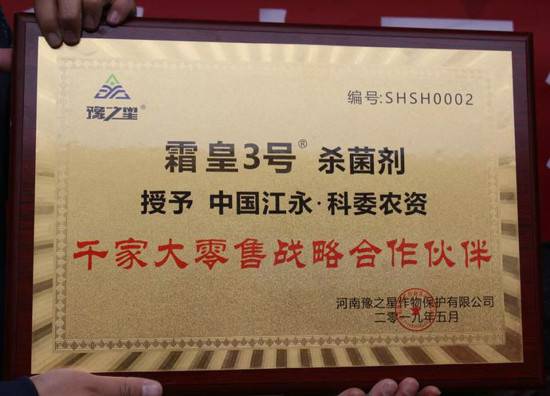 豫之星®
编号:SHSH0002
霜皇3号® 杀菌剂
授予 中国江永·科委农资
千家大零售战略合作伙伴
河南豫之星作物保护有限公司
二零一九年五月